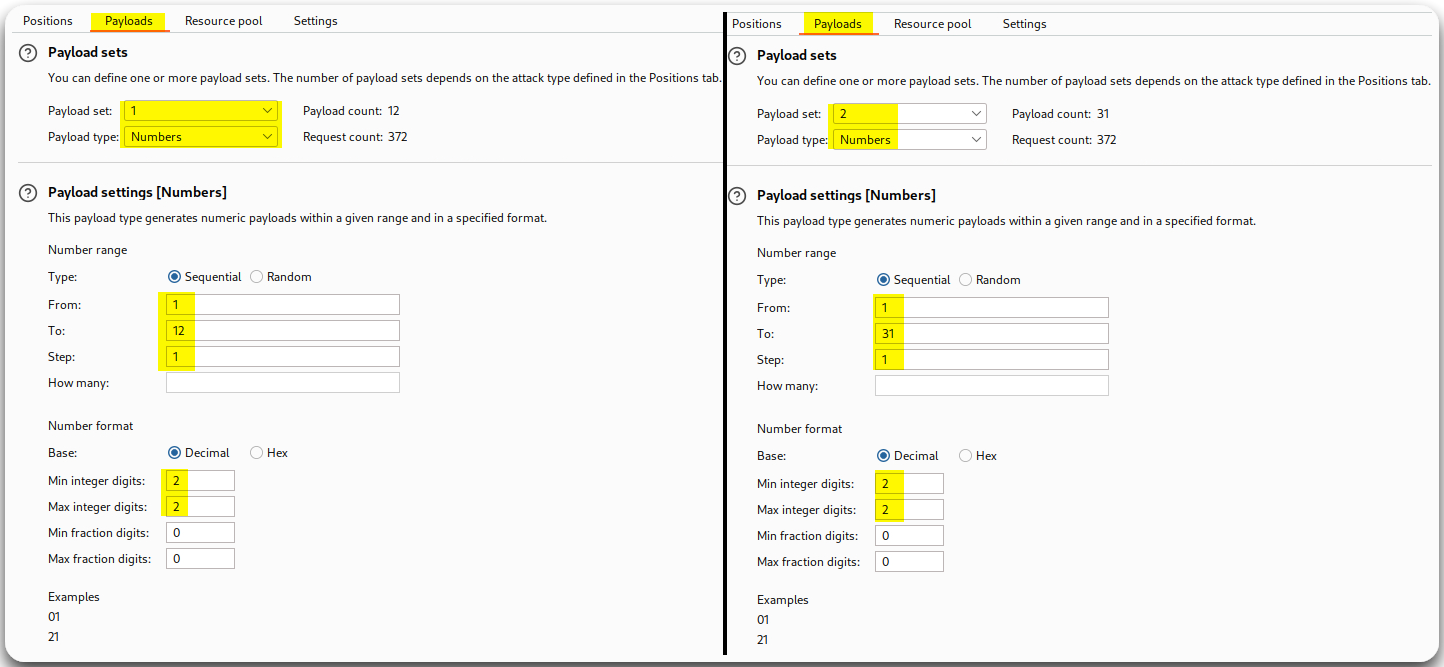 Positions Payloads Resource pool Settings
? Payload sets
You can define one or more payload sets. The number of payload sets depends on the attack type defined in the Positions tab.
Payload set: 1 Payload count: 12
Payload type: Numbers Request count: 372
? Payload settings [Numbers]
This payload type generates numeric payloads within a given range and in a specified format.
Number range
Type: Sequential Random
From: 1
To: 12
Step: 1
How many:
Number format
Base: Decimal Hex
Min integer digits: 2
Max integer digits: 2
Min fraction digits: 0
Max fraction digits: 0
Examples
01
21
Positions Payloads Resource pool Settings
? Payload sets
You can define one or more payload sets. The number of payload sets depends on the attack type defined in the Positions tab.
Payload set: 2 Payload count: 31
Payload type: Numbers Request count: 372
? Payload settings [Numbers]
This payload type generates numeric payloads within a given range and in a specified format.
Number range
Type: Sequential Random
From: 1
To: 31
Step: 1
How many:
Number format
Base: Decimal Hex
Min integer digits: 2
Max integer digits: 2
Min fraction digits: 0
Max fraction digits: 0
Examples
01
21